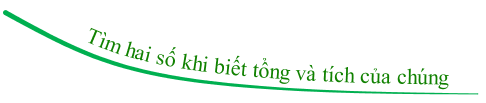 Tìm hai số khi biết tổng và tích của chúng